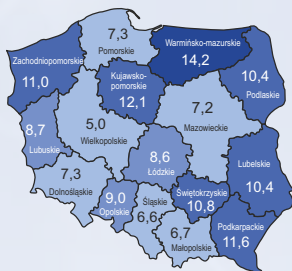 7,3
Pomorskie
Warmińsko-mazurskie
14,2
Zachodniopomorskie
11,0
Kujawsko-
pomorskie
12,1
10,4
Podlaskie
8,7
Lubuskie
5,0
Wielkopolskie
7,2
Mazowieckie
8,6
Łódzkie
Lubelskie
10,4
7,3
Dolnośląskie
9,0
Opolskie
Śląskie
6,6
Świętokrzyskie
10,8
6,7
Małopolskie
Podkarpackie
11,6